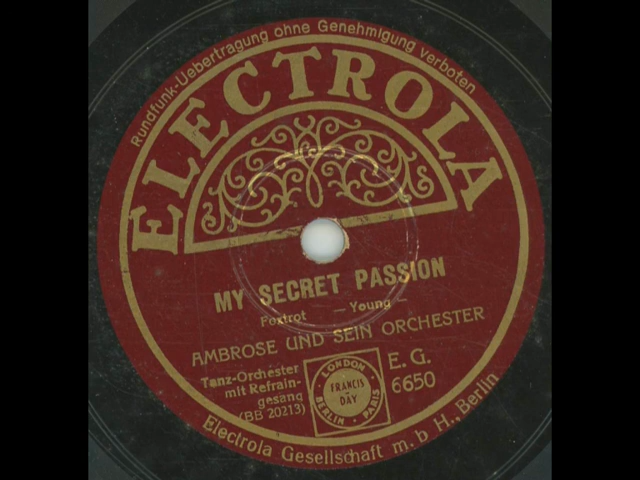 Rundfunk-Uebertragung ohne Genehmigung verboten
ELECTROLA
MY SECRET PASSION
Foxtrot — Young —
AMBROSE UND SEIN ORCHESTER
Tanz-Orchester
mit Refrain-
gesang
(BB 20213)
LONDON
FRANCIS
DAY
BERLIN · PARIS
E. G.
6650
Electrola Gesellschaft m. b H., Berlin